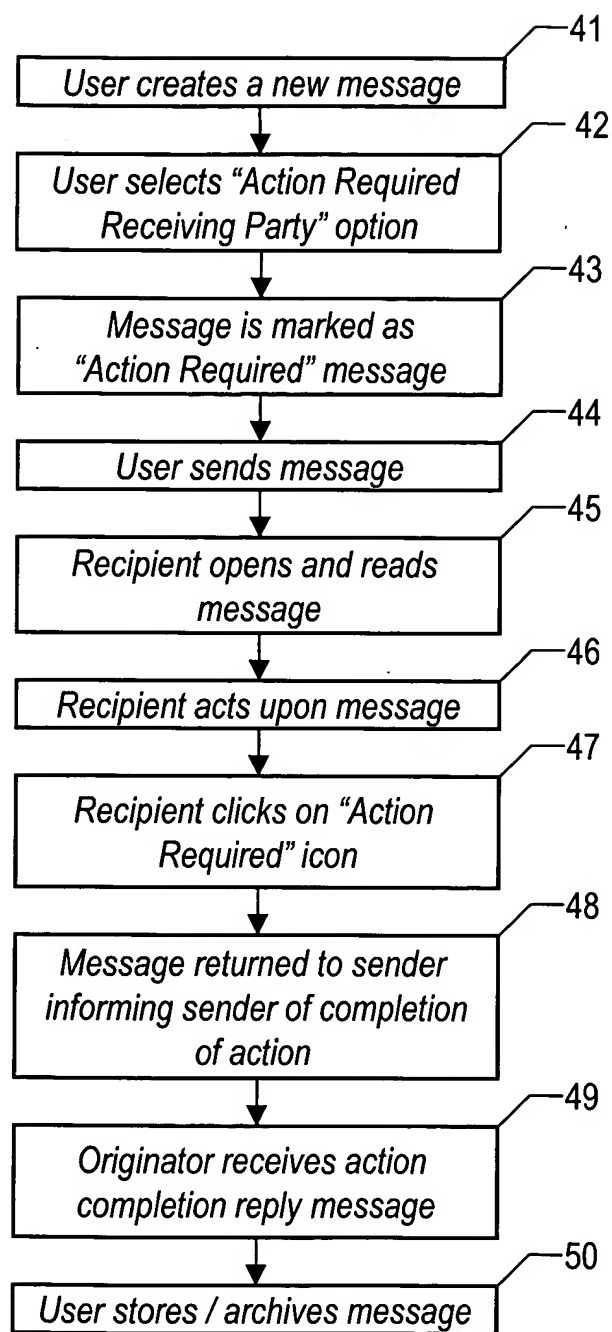 41
User creates a new message
42
User selects “Action Required
Receiving Party” option
43
Message is marked as
“Action Required” message
44
User sends message
45
Recipient opens and reads
message
46
Recipient acts upon message
47
Recipient clicks on “Action
Required” icon
48
Message returned to sender
informing sender of completion
of action
49
Originator receives action
completion reply message
50
User stores / archives message